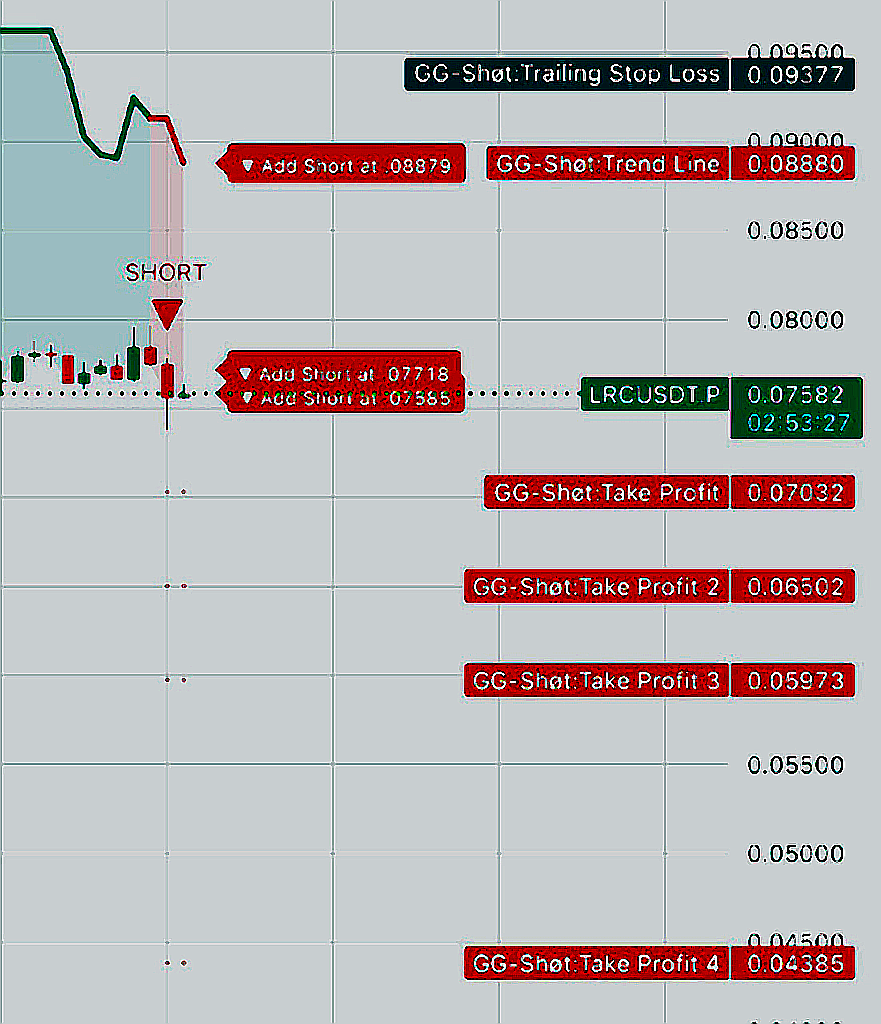 0.09500
GG-Shøt:Trailing Stop Loss 0.09377
0.09000
▼ Add Short at .08879 GG-Shøt:Trend Line 0.08880
0.08500
SHORT
0.08000
▼ Add Short at .07718
LRCUSDT.P 0.07582
▼ Add Short at .07585
02:53:27
GG-Shøt:Take Profit 0.07032
GG-Shøt:Take Profit 2 0.06502
GG-Shøt:Take Profit 3 0.05973
0.05500
0.05000
0.04500
GG-Shøt:Take Profit 4 0.04385